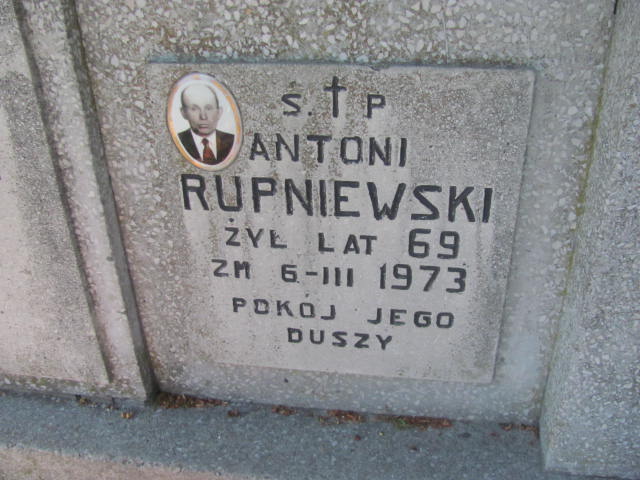 Ś. † P
ANTONI
RUPNIEWSKI
ŻYŁ LAT 69
ZM 6-III 1973
POKÓJ JEGO
DUSZY